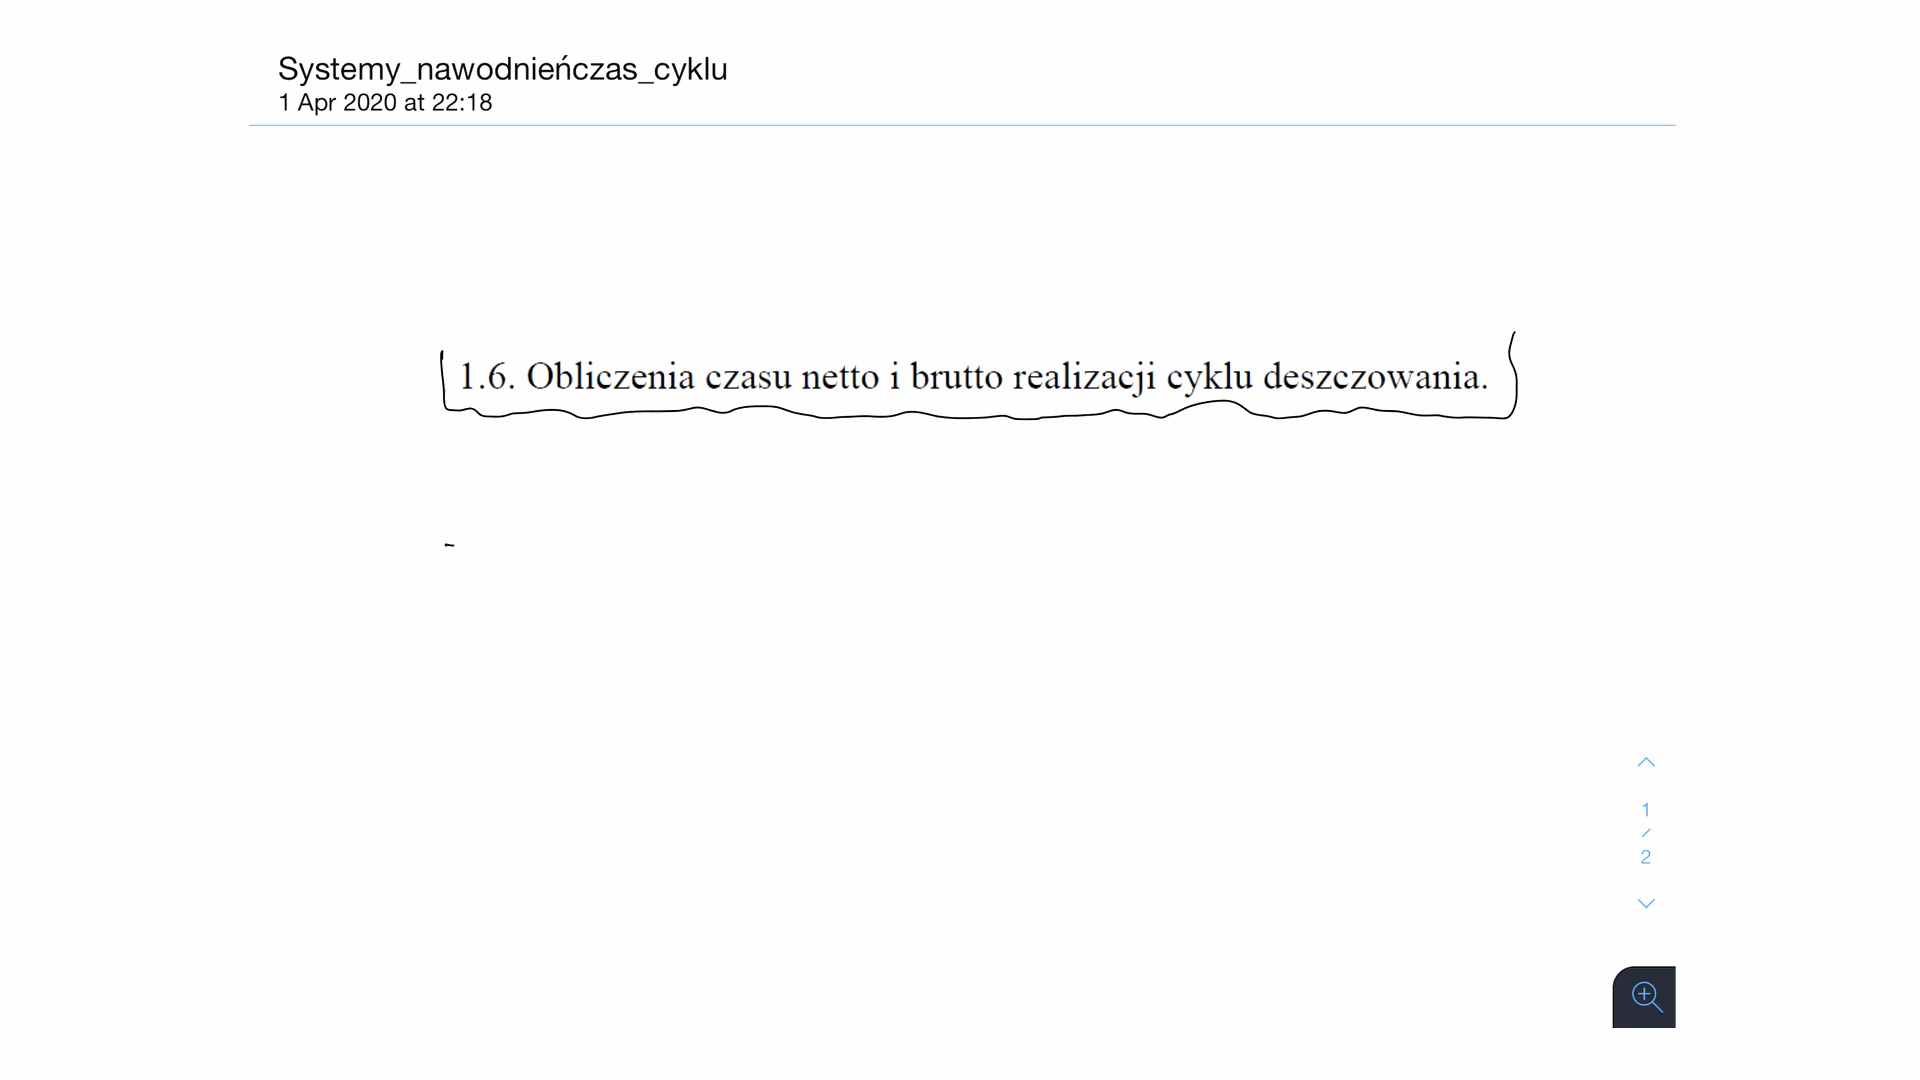 Systemy_nawodnieńczas_cyklu
1 Apr 2020 at 22:18
1.6. Obliczenia czasu netto i brutto realizacji cyklu deszczowania.
1
/
2